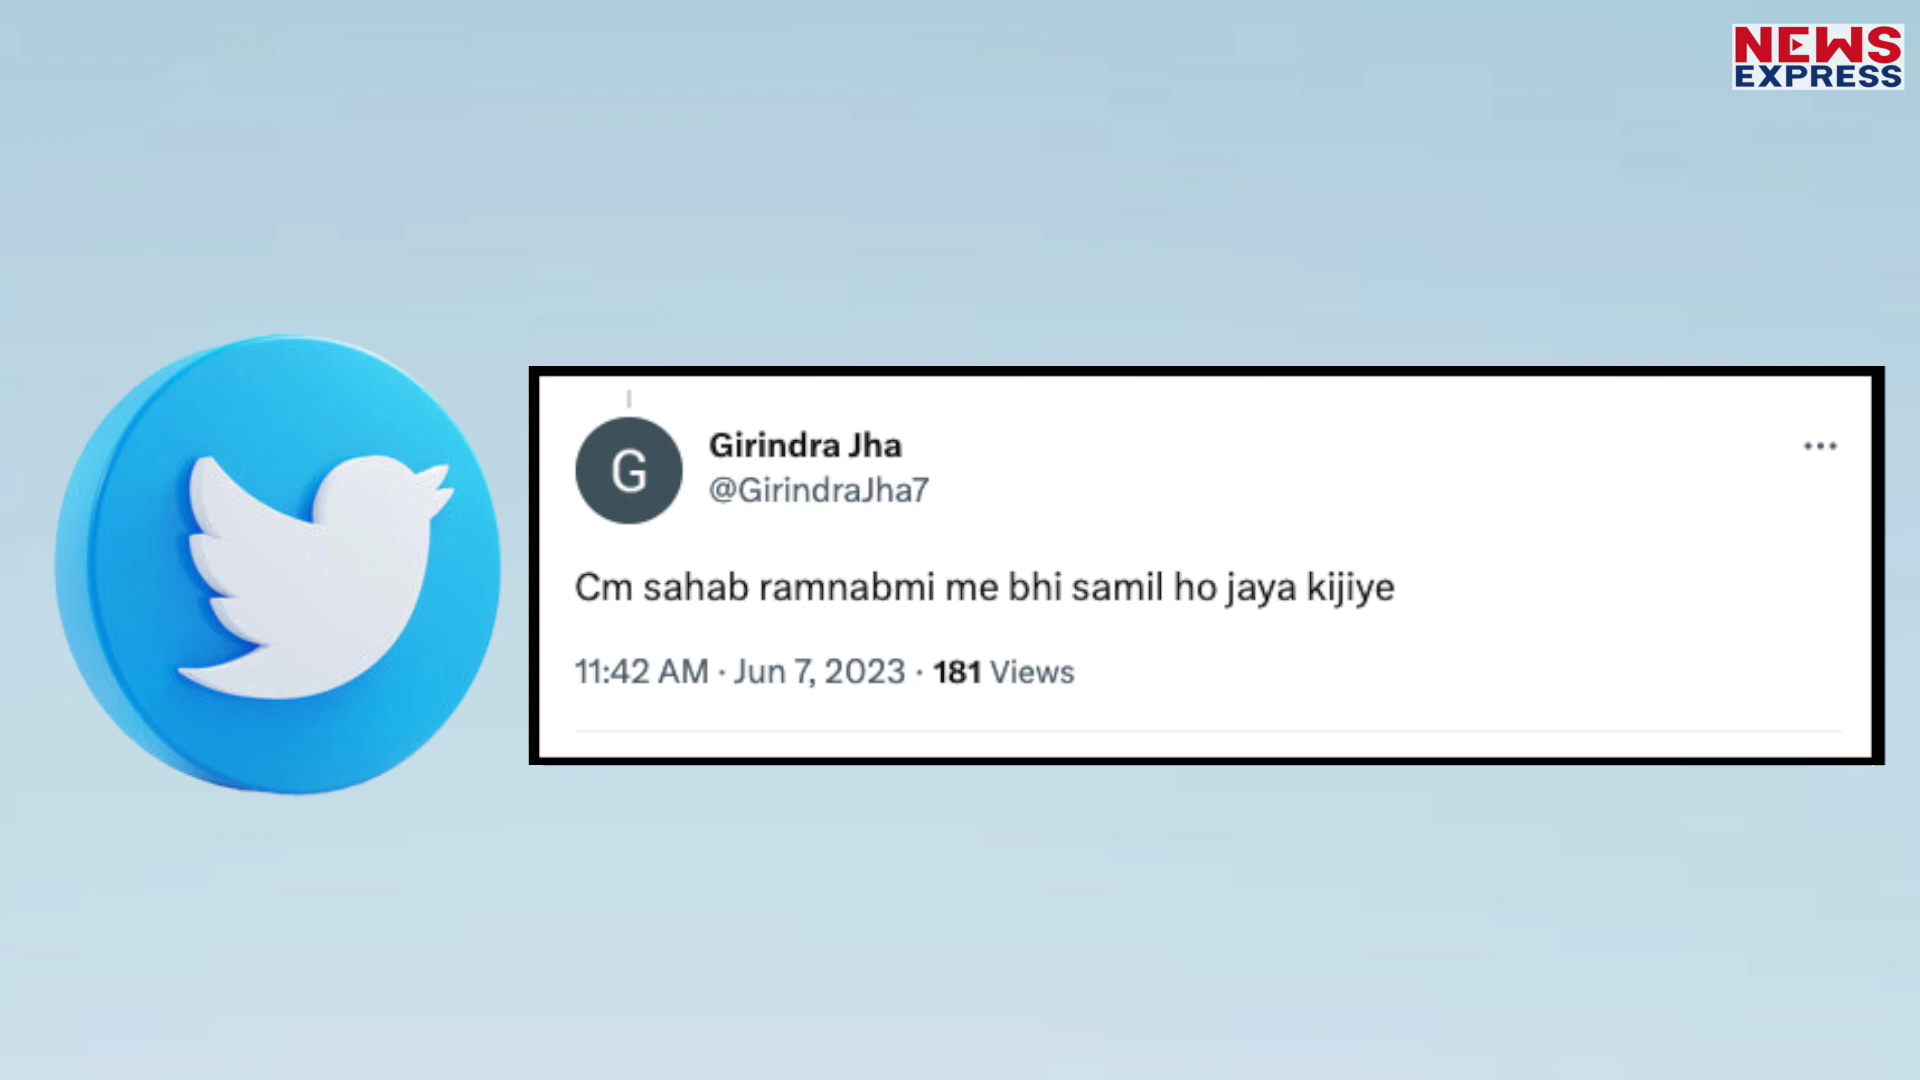 NEWS
EXPRESS
G
Girindra Jha
@GirindraJha7
Cm sahab ramnabmi me bhi samil ho jaya kijiye
11:42 AM · Jun 7, 2023 · 181 Views